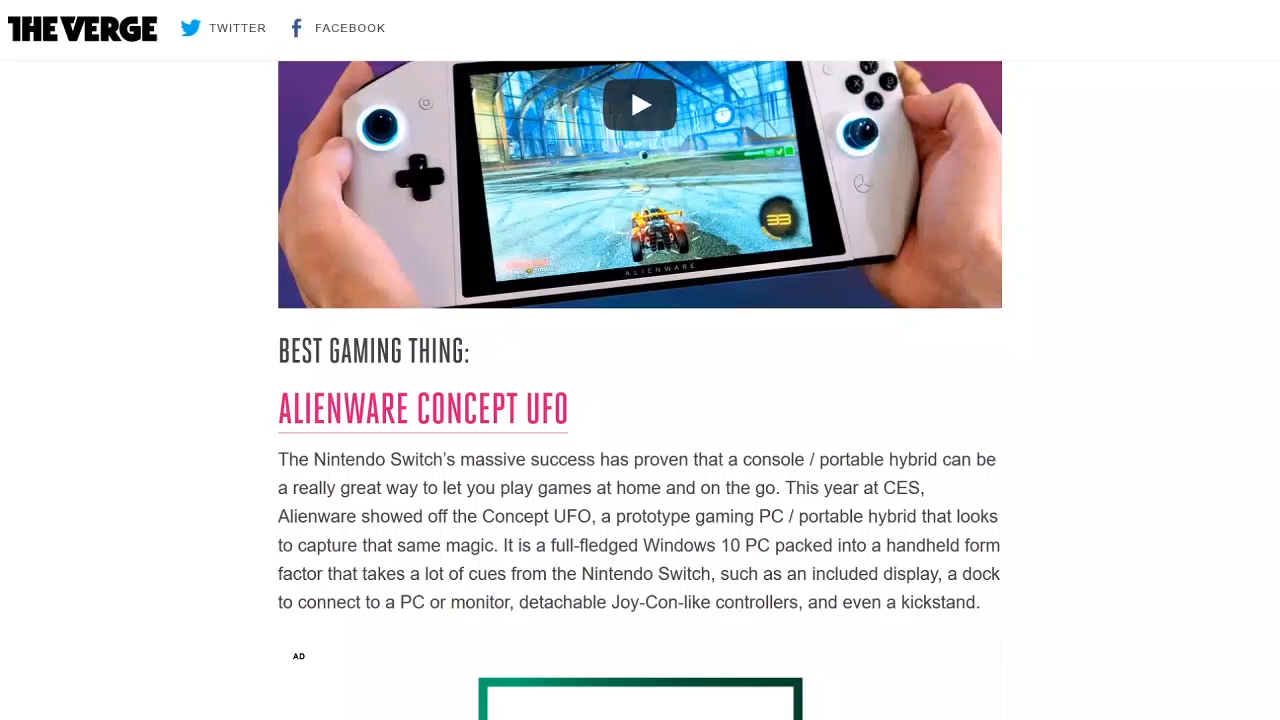 THE VERGE
TWITTER
FACEBOOK
Y
X
B
A
33
ALIENWARE
BEST GAMING THING:
ALIENWARE CONCEPT UFO
The Nintendo Switch's massive success has proven that a console / portable hybrid can be
a really great way to let you play games at home and on the go. This year at CES,
Alienware showed off the Concept UFO, a prototype gaming PC / portable hybrid that looks
to capture that same magic. It is a full-fledged Windows 10 PC packed into a handheld form
factor that takes a lot of cues from the Nintendo Switch, such as an included display, a dock
to connect to a PC or monitor, detachable Joy-Con-like controllers, and even a kickstand.
AD